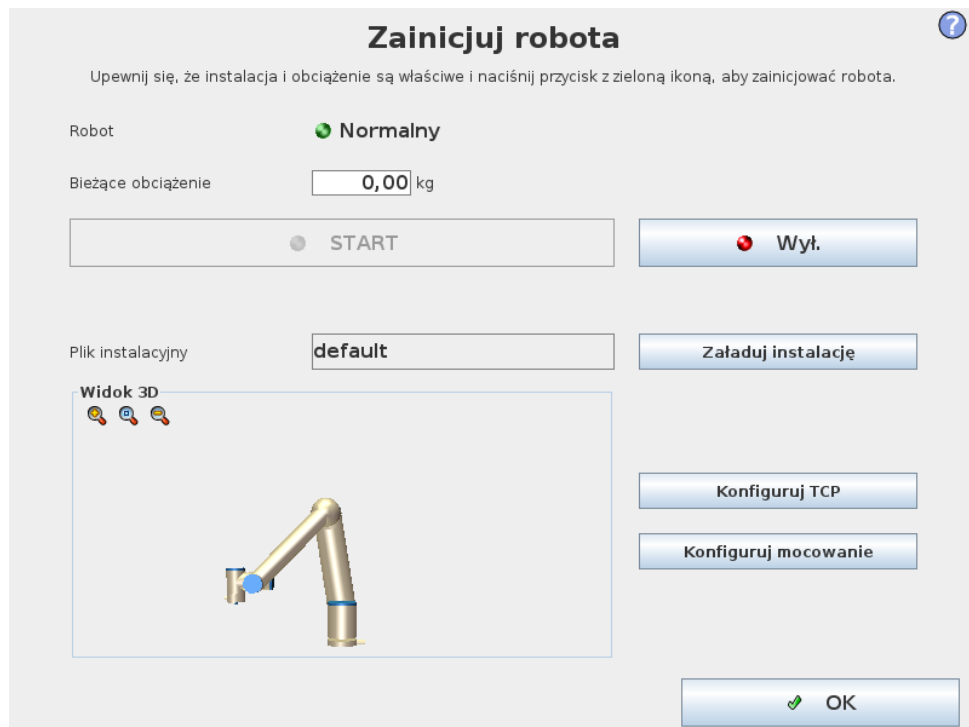 Zainicjuj robota
?
Upewnij się, że instalacja i obciążenie są właściwe i naciśnij przycisk z zieloną ikoną, aby zainicjować robota.
Robot Normalny
Bieżące obciążenie 0,00 kg
START Wył.
Plik instalacyjny default Załaduj instalację
Widok 3D
Konfiguruj TCP
Konfiguruj mocowanie
OK